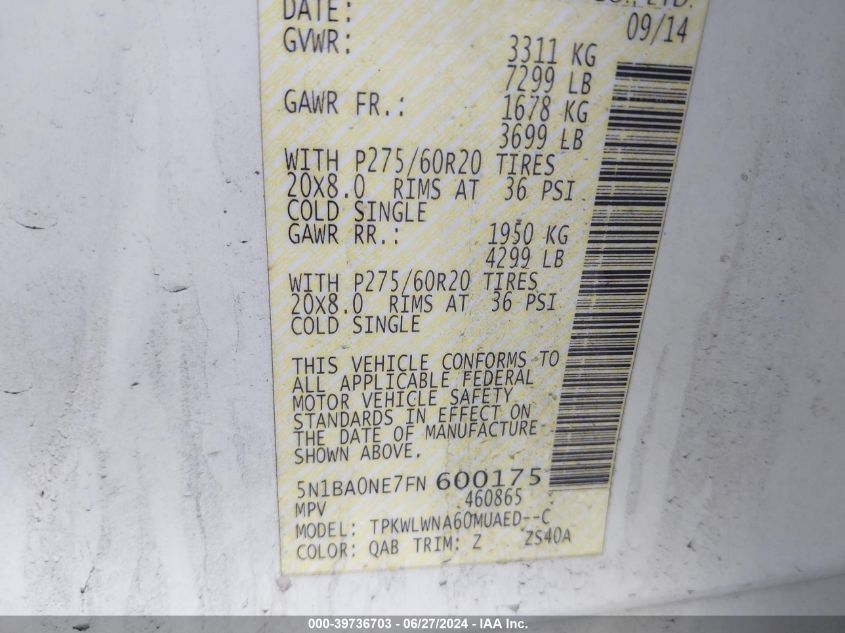 LTD.
DATE: 09/14
GVWR: 3311 KG
7299 LB
GAWR FR.: 1678 KG
3699 LB
WITH P275/60R20 TIRES
20X8.0 RIMS AT 36 PSI
COLD SINGLE
GAWR RR.: 1950 KG
4299 LB
WITH P275/60R20 TIRES
20X8.0 RIMS AT 36 PSI
COLD SINGLE
THIS VEHICLE CONFORMS TO
ALL APPLICABLE FEDERAL
MOTOR VEHICLE SAFETY
STANDARDS IN EFFECT ON
THE DATE OF MANUFACTURE
SHOWN ABOVE.
5N1BA0NE7FN 600175
MPV 460865
MODEL: TPKWLWNA60MUAED--C
COLOR: QAB TRIM: Z ZS40A
000-39736703 - 06/27/2024 - IAA Inc.